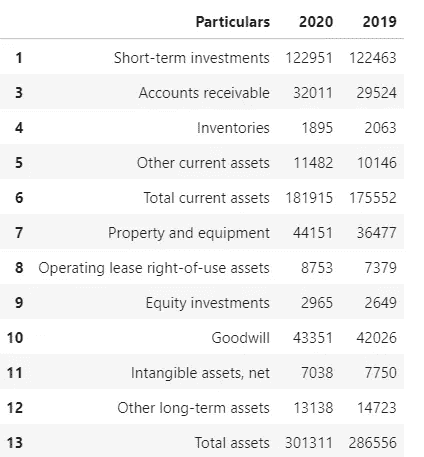 Particulars 2020 2019
1 Short-term investments 122951 122463
3 Accounts receivable 32011 29524
4 Inventories 1895 2063
5 Other current assets 11482 10146
6 Total current assets 181915 175552
7 Property and equipment 44151 36477
8 Operating lease right-of-use assets 8753 7379
9 Equity investments 2965 2649
10 Goodwill 43351 42026
11 Intangible assets, net 7038 7750
12 Other long-term assets 13138 14723
13 Total assets 301311 286556